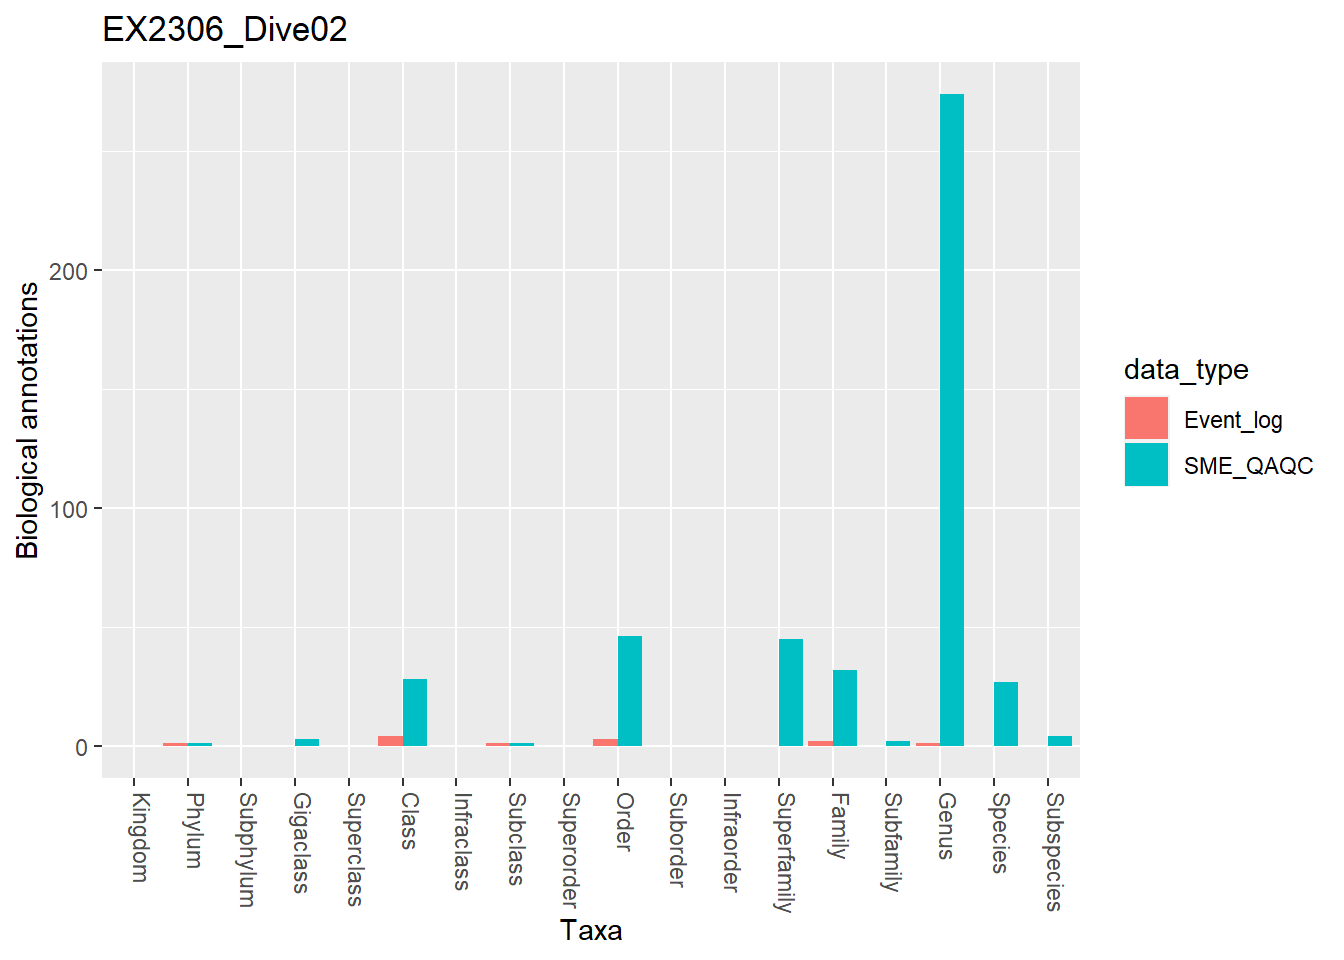 EX2306_Dive02
Biological annotations
200
100
0
Kingdom
Phylum
Subphylum
Gigaclass
Superclass
Class
Infraclass
Subclass
Superorder
Order
Suborder
Infraorder
Superfamily
Family
Subfamily
Genus
Species
Subspecies
Taxa
data_type
Event_log
SME_QAQC